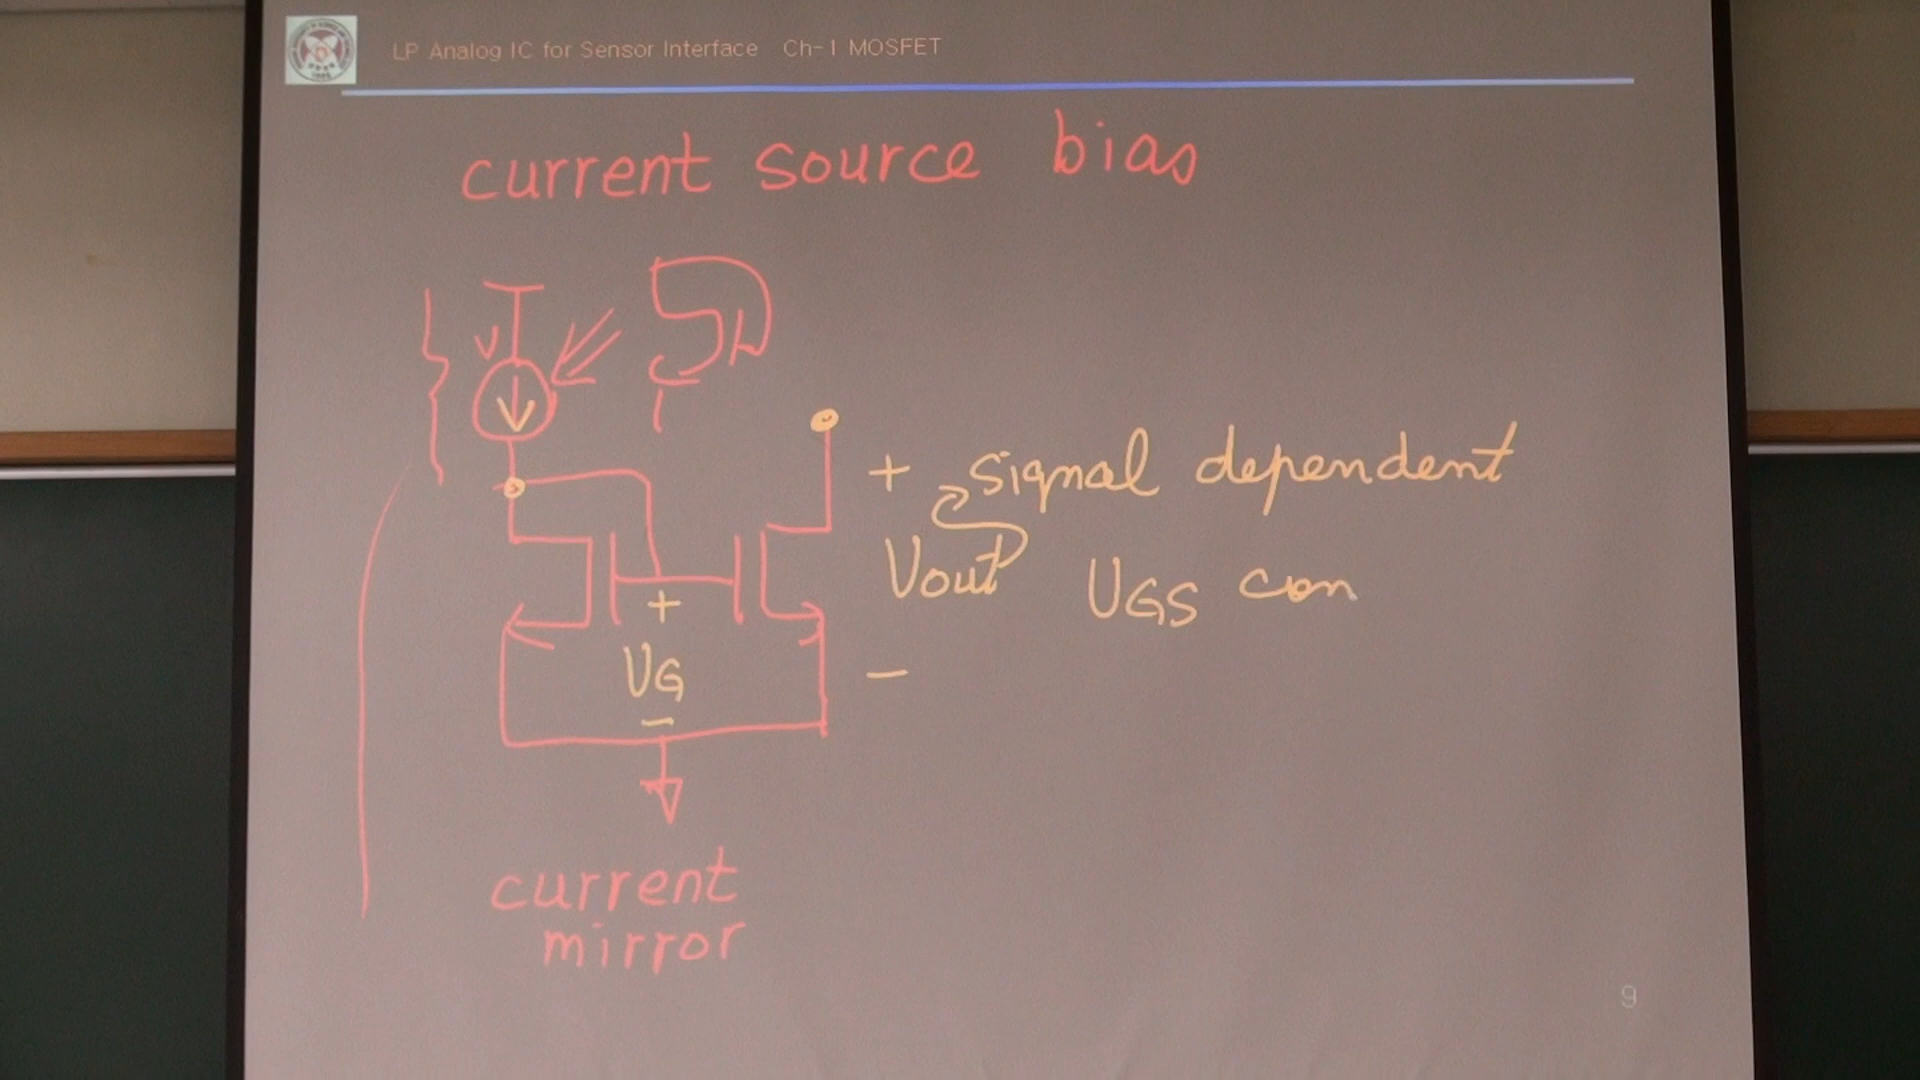 LP Analog IC for Sensor Interface Ch-1 MOSFET
current source bias
+ signal dependent
Vout VGS con
+
VG
-
-
current
mirror
9